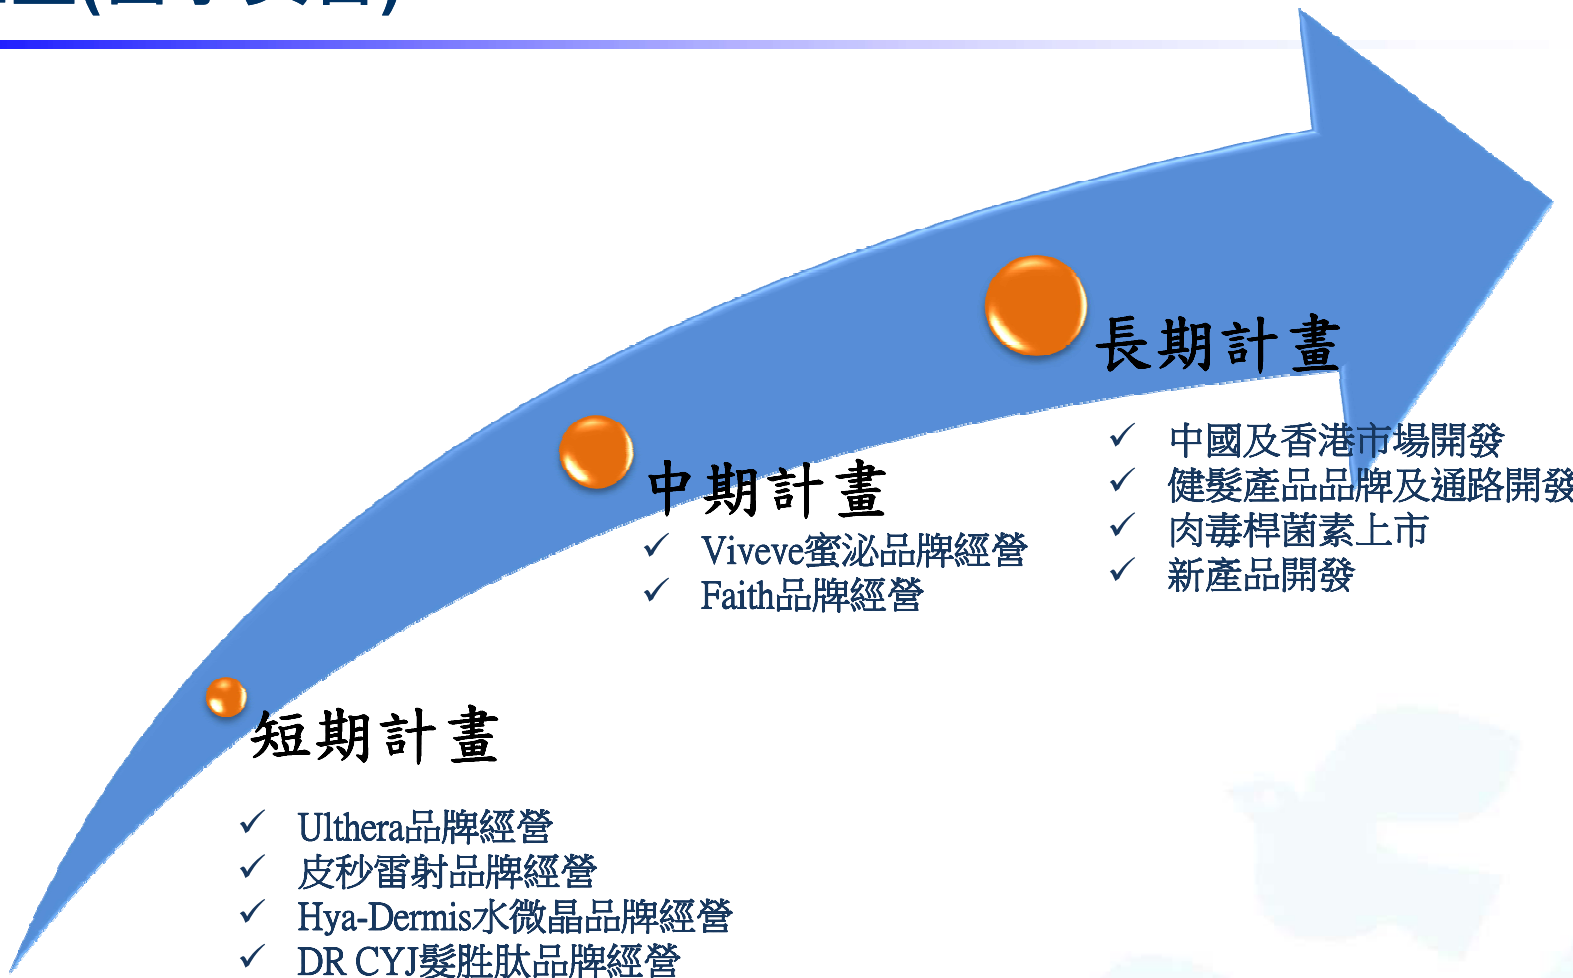 長期計畫
✓ 中國及香港市場開發
✓ 健髮產品品牌及通路開發
✓ 肉毒桿菌素上市
✓ 新產品開發
中期計畫
✓ Viveve蜜泌品牌經營
✓ Faith品牌經營
短期計畫
✓ Ulthera品牌經營
✓ 皮秒雷射品牌經營
✓ Hya-Dermis水微晶品牌經營
✓ DR CYJ髮胜肽品牌經營